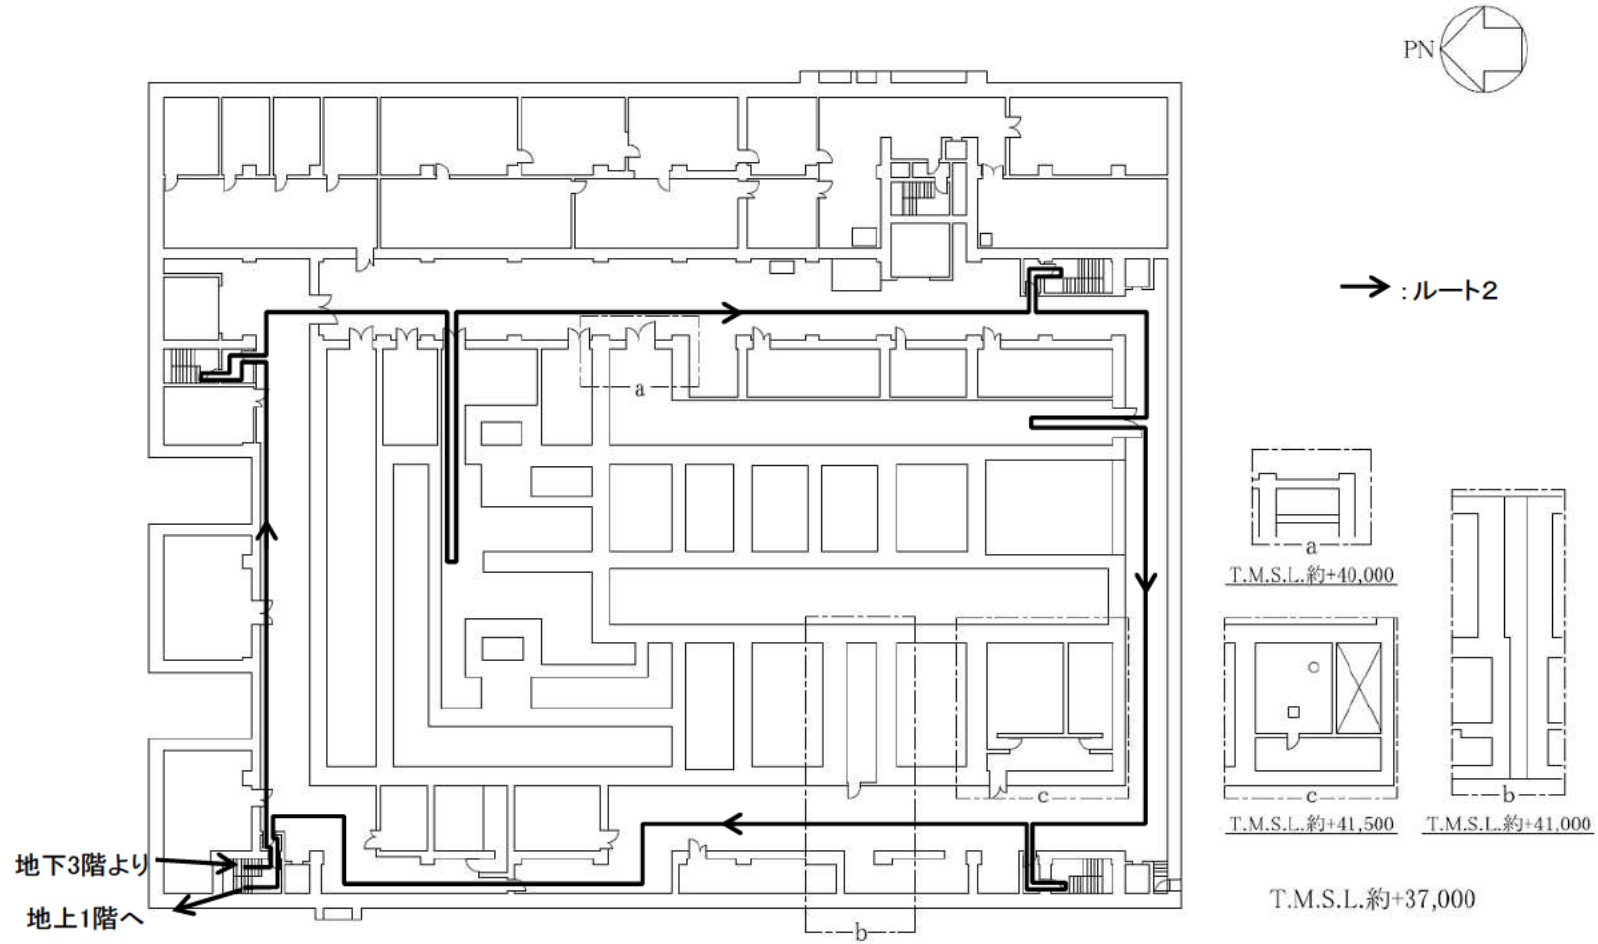 PN
：ルート2
a
a
T.M.S.L.約+40,000
c
c
T.M.S.L.約+41,500
b
T.M.S.L.約+41,000
地下3階より
地上1階へ
T.M.S.L.約+37,000
b